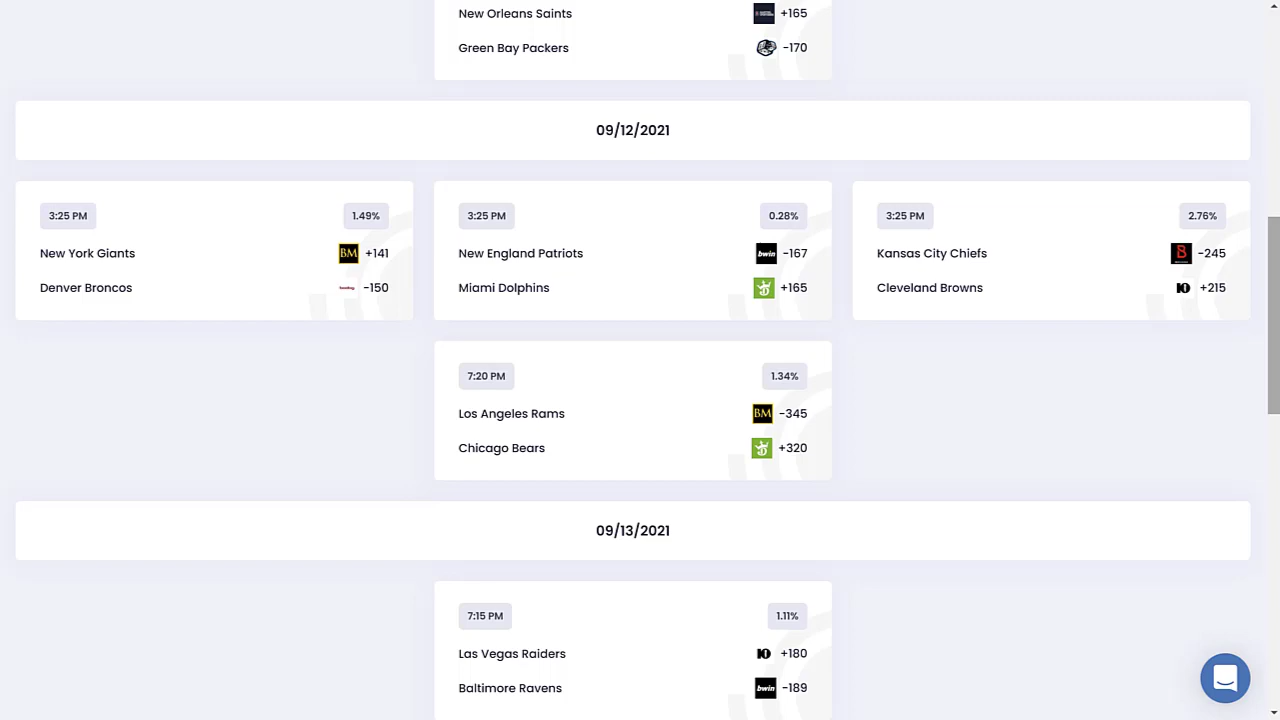 New Orleans Saints +165
Green Bay Packers -170
09/12/2021
3:25 PM 1.49%
New York Giants BM +141
Denver Broncos -150
3:25 PM 0.28%
New England Patriots bwin -167
Miami Dolphins +165
3:25 PM 2.76%
Kansas City Chiefs B -245
Cleveland Browns 10 +215
7:20 PM 1.34%
Los Angeles Rams BM -345
Chicago Bears +320
09/13/2021
7:15 PM 1.11%
Las Vegas Raiders 10 +180
Baltimore Ravens bwin -189